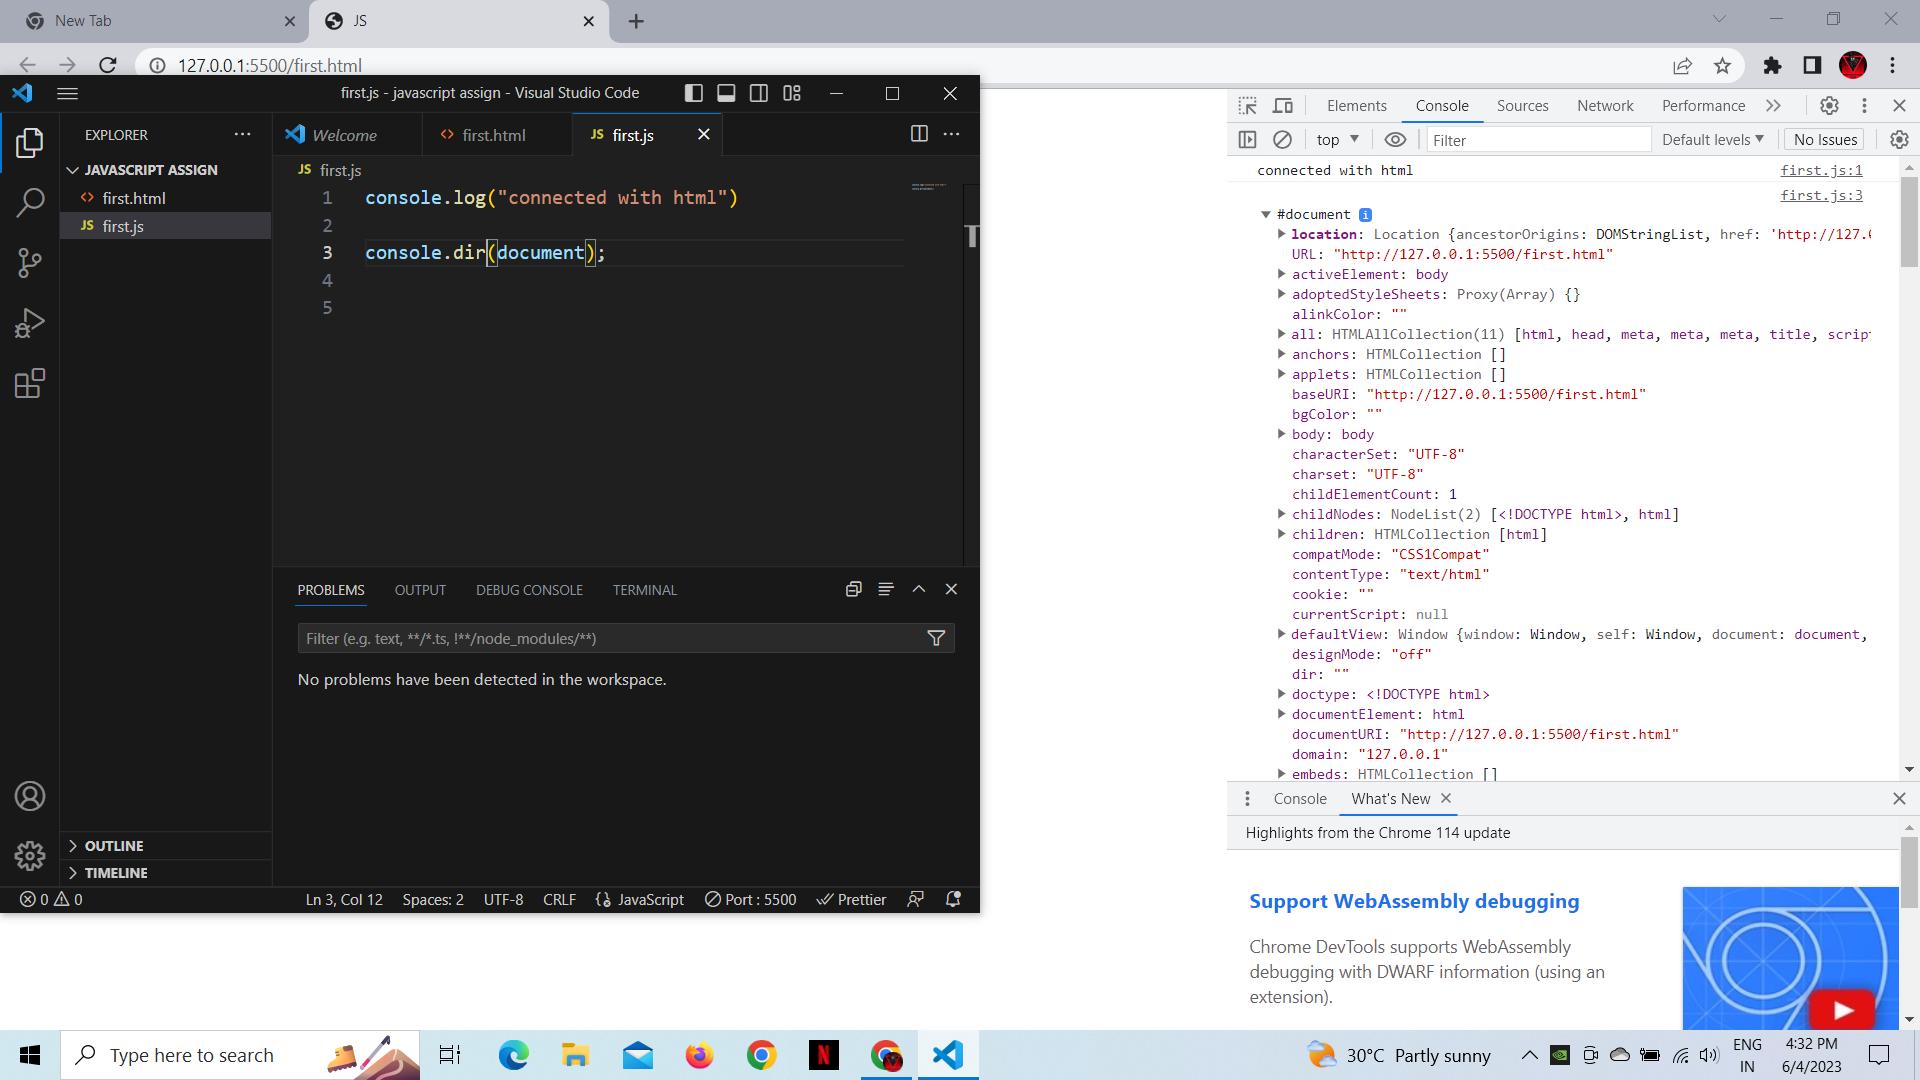 New Tab
JS
127.0.0.1:5500/first.html
first.js - javascript assign - Visual Studio Code
EXPLORER
Welcome
first.html
JS first.js
JAVASCRIPT ASSIGN
first.html
JS first.js
JS first.js
1 console.log("connected with html")
2
3 console.dir(document);
4
5
PROBLEMS OUTPUT DEBUG CONSOLE TERMINAL
Filter (e.g. text, **/*.ts, !**/node_modules/**)
No problems have been detected in the workspace.
OUTLINE
TIMELINE
0 0 Ln 3, Col 12 Spaces: 2 UTF-8 CRLF JavaScript Port : 5500 Prettier
Elements Console Sources Network Performance
top Filter Default levels No Issues
connected with html first.js:1
first.js:3
#document i
location: Location {ancestorOrigins: DOMStringList, href: 'http://127.
URL: "http://127.0.0.1:5500/first.html"
activeElement: body
adoptedStyleSheets: Proxy(Array) {}
alinkColor: ""
all: HTMLAllCollection(11) [html, head, meta, meta, meta, title, scrip
anchors: HTMLCollection []
applets: HTMLCollection []
baseURI: "http://127.0.0.1:5500/first.html"
bgColor: ""
body: body
characterSet: "UTF-8"
charset: "UTF-8"
childElementCount: 1
childNodes: NodeList(2) [<!DOCTYPE html>, html]
children: HTMLCollection [html]
compatMode: "CSS1Compat"
contentType: "text/html"
cookie: ""
currentScript: null
defaultView: Window {window: Window, self: Window, document: document,
designMode: "off"
dir: ""
doctype: <!DOCTYPE html>
documentElement: html
documentURI: "http://127.0.0.1:5500/first.html"
domain: "127.0.0.1"
embeds: HTMLCollection []
Console What's New
Highlights from the Chrome 114 update
Support WebAssembly debugging
Chrome DevTools supports WebAssembly
debugging with DWARF information (using an
extension).
Type here to search
N
30°C Partly sunny
ENG
IN
4:32 PM
6/4/2023